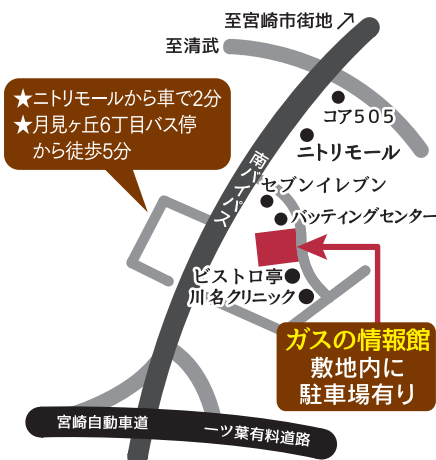 至宮崎市街地
至清武
★ニトリモールから車で2分
★月見ヶ丘6丁目バス停
から徒歩5分
コア５０５
ニトリモール
南バイパス
セブンイレブン
バッティングセンター
ビストロ亭
川名クリニック
ガスの情報館
敷地内に
駐車場有り
宮崎自動車道
一ツ葉有料道路